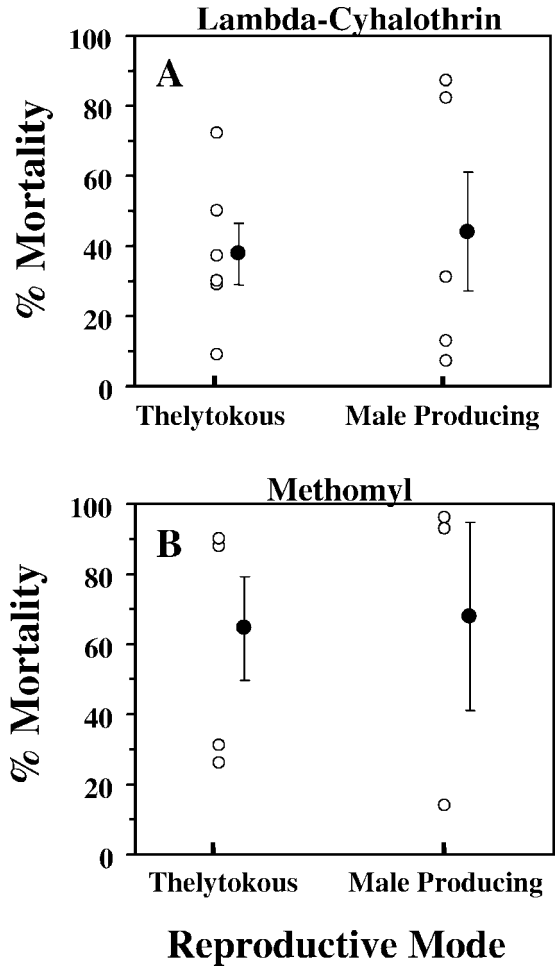 Lambda-Cyhalothrin
A
% Mortality
100
80
60
40
20
0
Thelytokous Male Producing
Methomyl
B
% Mortality
100
80
60
40
20
0
Thelytokous Male Producing
Reproductive Mode